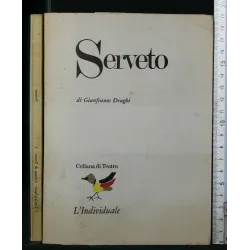 Serveto
di Gianfranco Draghi
Collana di Teatro
L'Individuale